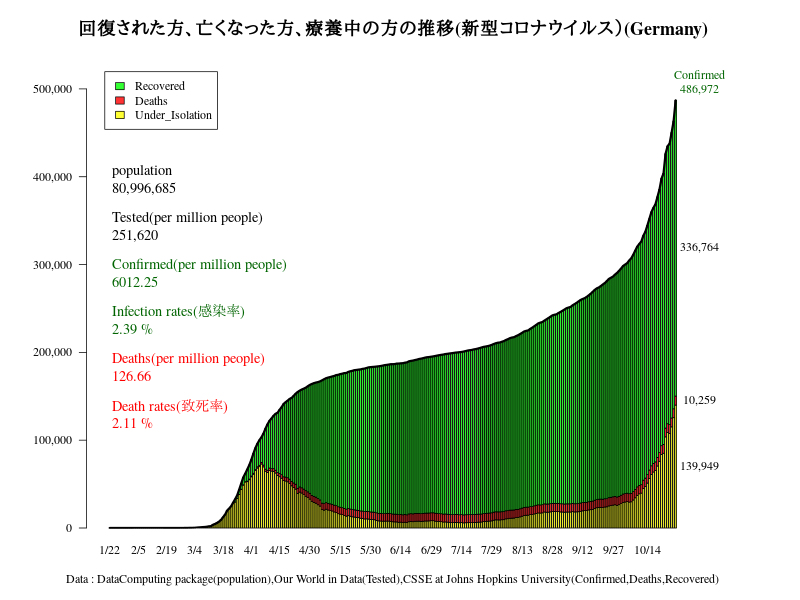 回復された方、亡くなった方、療養中の方の推移(新型コロナウイルス）(Germany)
Confirmed
486,972
Recovered
Deaths
Under_Isolation
500,000
400,000
300,000
200,000
100,000
0
population
80,996,685
Tested(per million people)
251,620
Confirmed(per million people)
6012.25
Infection rates(感染率)
2.39 %
Deaths(per million people)
126.66
Death rates(致死率)
2.11 %
336,764
10,259
139,949
1/22 2/5 2/19 3/4 3/18 4/1 4/15 4/30 5/15 5/30 6/14 6/29 7/14 7/29 8/13 8/28 9/12 9/27 10/14
Data : DataComputing package(population),Our World in Data(Tested),CSSE at Johns Hopkins University(Confirmed,Deaths,Recovered)